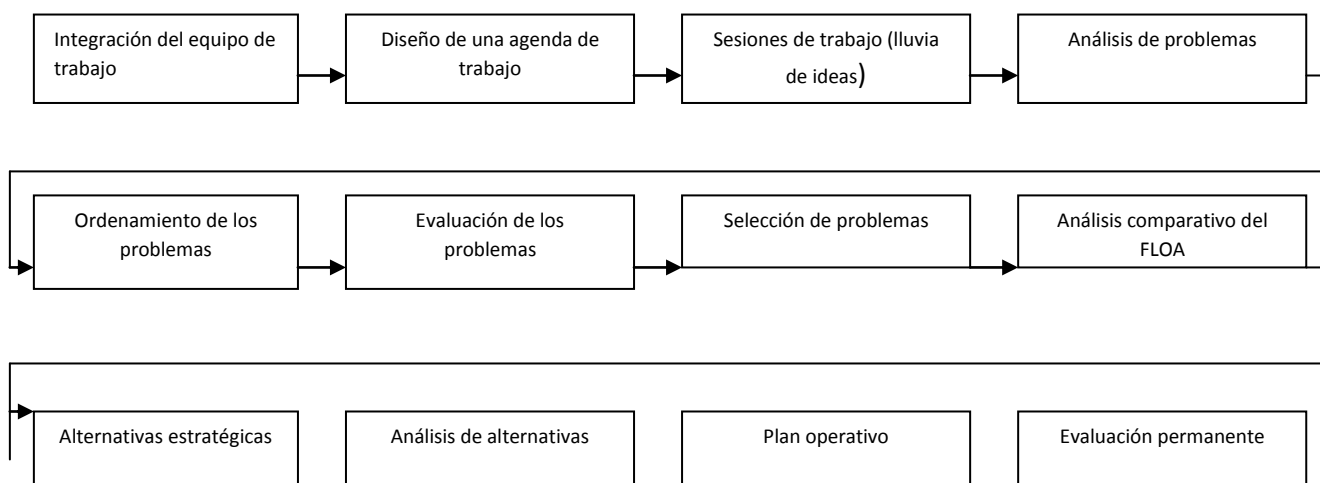 Integración del equipo de
trabajo
Diseño de una agenda de
trabajo
Sesiones de trabajo (lluvia
de ideas)
Análisis de problemas
Ordenamiento de los
problemas
Evaluación de los
problemas
Selección de problemas
Análisis comparativo del
FLOA
Alternativas estratégicas
Análisis de alternativas
Plan operativo
Evaluación permanente